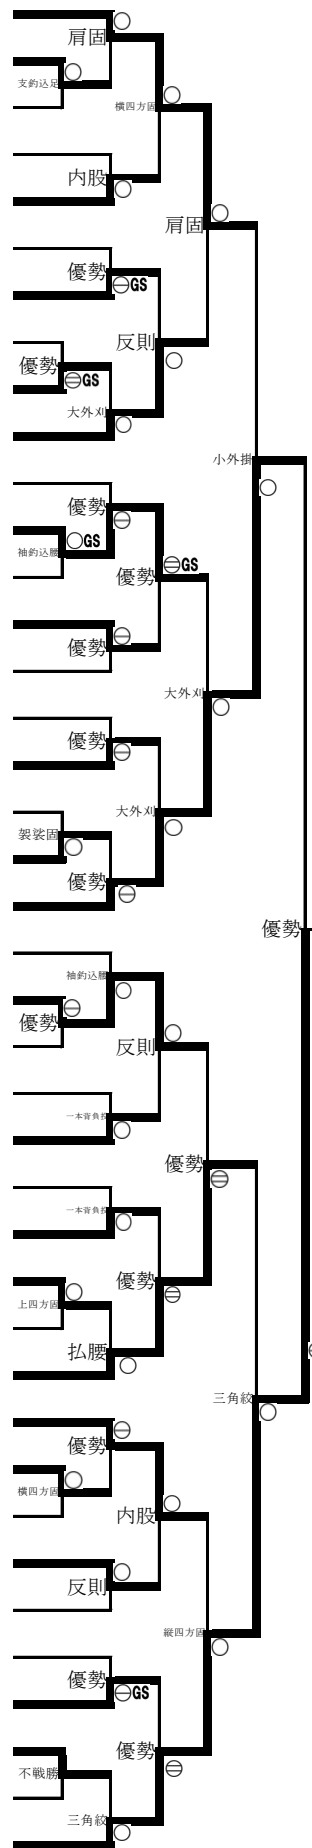 肩固
支釣込足
横四方固
内股
肩固
優勢
GS
反則
優勢
GS
大外刈
小外掛
優勢
袖釣込腰
GS
GS
優勢
優勢
大外刈
優勢
大外刈
袈裟固
優勢
優勢
袖釣込腰
優勢
反則
一本背負投
優勢
一本背負投
優勢
上四方固
払腰
三角絞
優勢
横四方固
内股
反則
縦四方固
優勢
GS
優勢
不戦勝
三角絞